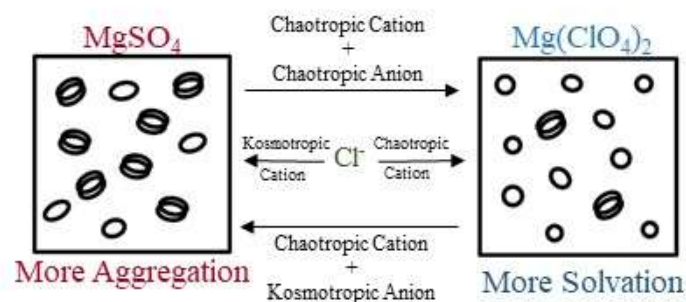 MgSO₄
Chaotropic Cation
+
Chaotropic Anion
Mg(ClO₄)₂
Kosmotropic
Cation
Cl⁻
Chaotropic
Cation
Chaotropic Cation
+
Kosmotropic Anion
More Aggregation
More Solvation